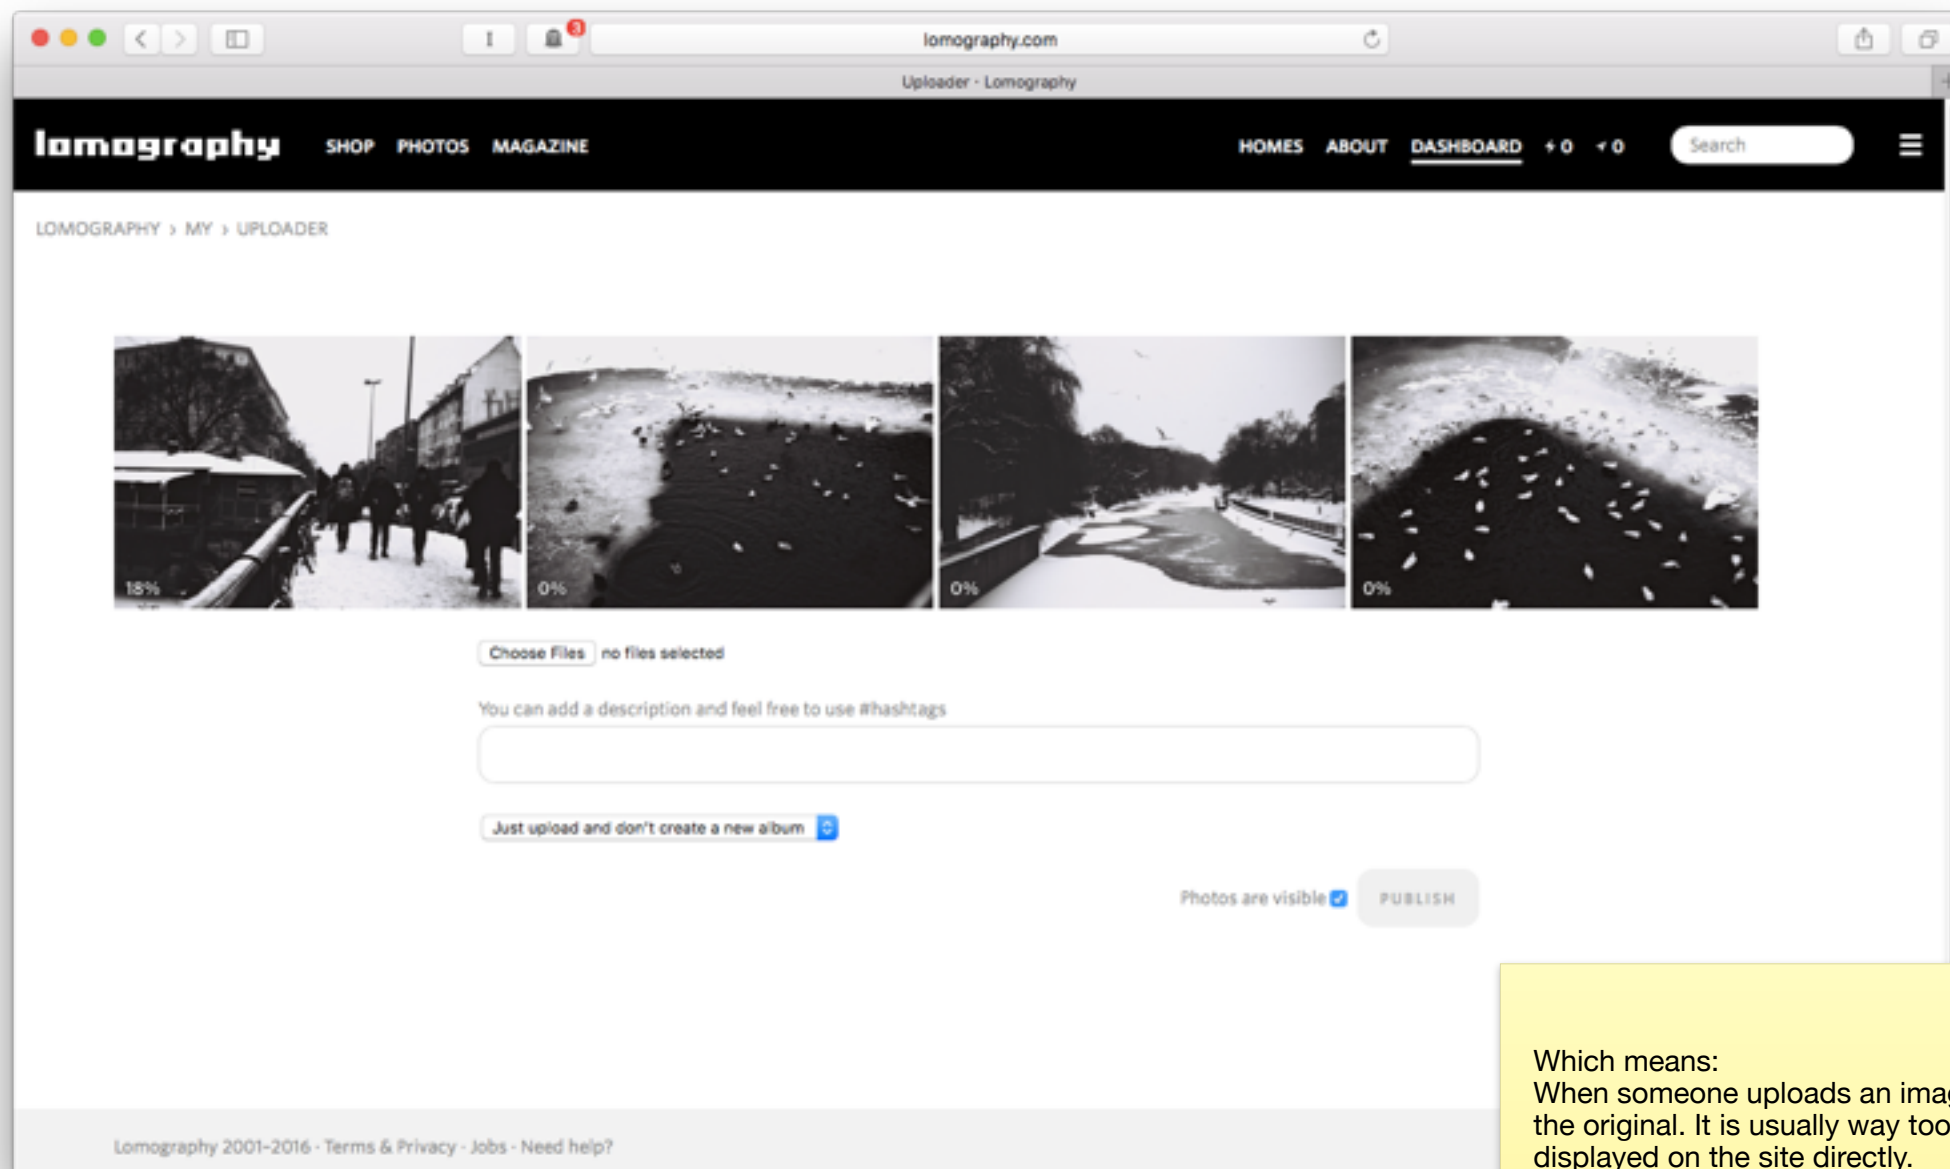 3
lomography.com
Uploader - Lomography
lomography SHOP PHOTOS MAGAZINE HOMES ABOUT DASHBOARD 0 0 Search
LOMOGRAPHY › MY › UPLOADER
18% 0% 0% 0%
Choose Files no files selected
You can add a description and feel free to use #hashtags
Just upload and don't create a new album
Photos are visible PUBLISH
Which means:
When someone uploads an
the original. It is usually way too
displayed on the site directly.
Lomography 2001–2016 - Terms & Privacy - Jobs - Need help?